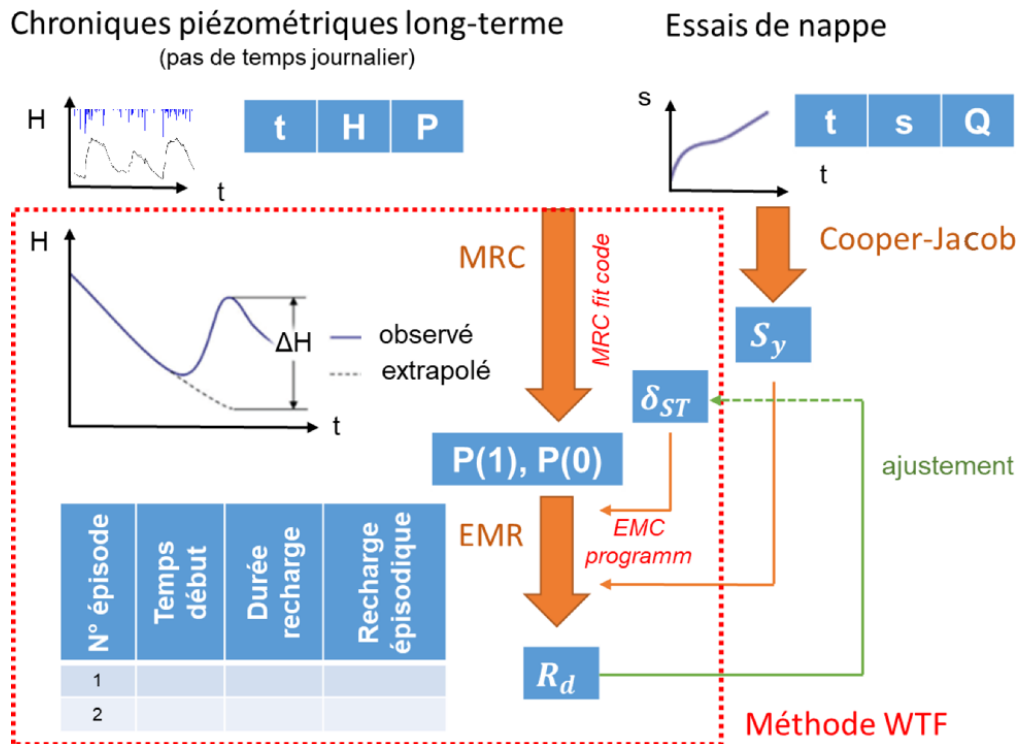 Chroniques piézométriques long-terme
(pas de temps journalier)
Essais de nappe
H
t
t H P
s
t
t s Q
Cooper-Jacob
S_y
H
ΔH
observé
extrapolé
t
MRC
MRC fit code
δ_ST
P(1), P(0)
ajustement
EMR
EMC
programm
N° épisode
Temps début
Durée recharge
Recharge épisodique
1
2
R_d
Méthode WTF